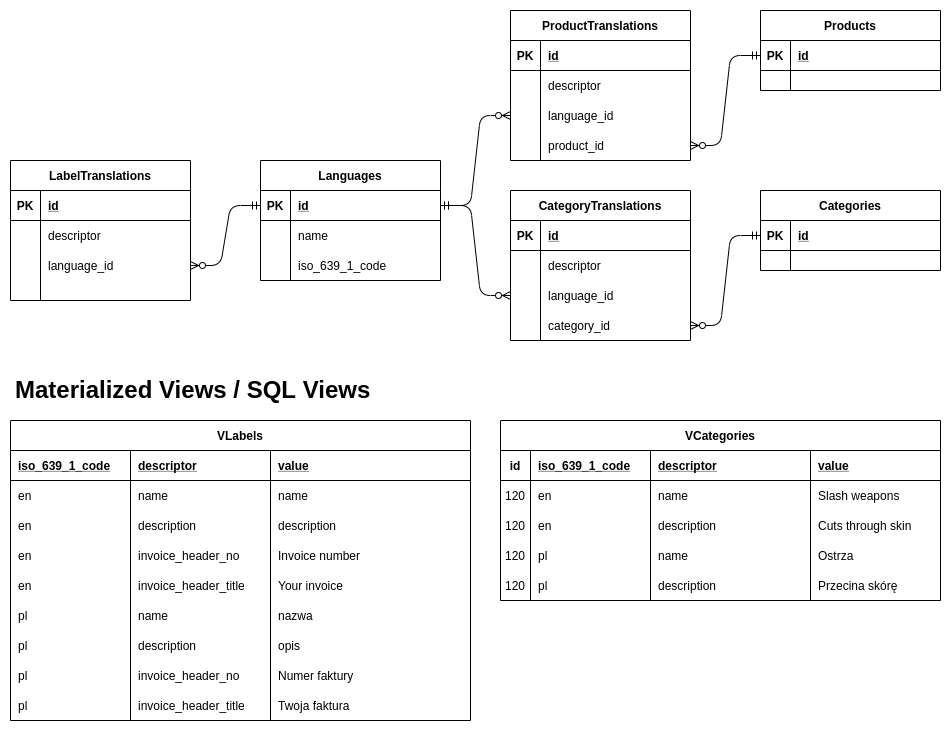 ProductTranslations
PK id
descriptor
language_id
product_id
Products
PK id
LabelTranslations
PK id
descriptor
language_id
Languages
PK id
name
iso_639_1_code
CategoryTranslations
PK id
descriptor
language_id
category_id
Categories
PK id
Materialized Views / SQL Views
VLabels
iso_639_1_code descriptor value
en name name
en description description
en invoice_header_no Invoice number
en invoice_header_title Your invoice
pl name nazwa
pl description opis
pl invoice_header_no Numer faktury
pl invoice_header_title Twoja faktura
VCategories
id iso_639_1_code descriptor value
120 en name Slash weapons
120 en description Cuts through skin
120 pl name Ostrza
120 pl description Przecina skórę